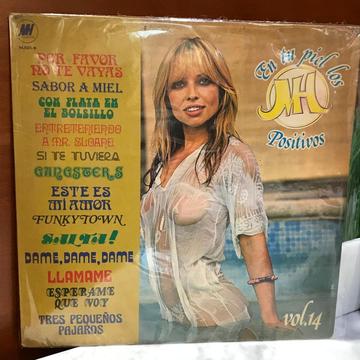 MH
POR FAVOR
NO TE VAYAS
SABOR A MIEL
CON PLATA EN
EL BOLSILLO
ENTRETENIENDO
A MR. SLOANE
SI TE TUVIERA
GANGSTERS
ESTE ES
MI AMOR
FUNKYTOWN
DAME, DAME, DAME
LLAMAME
ESPERAME
QUE VOY
TRES PEQUEÑOS
PAJAROS
En tu piel los
MH
Positivos
vol.14